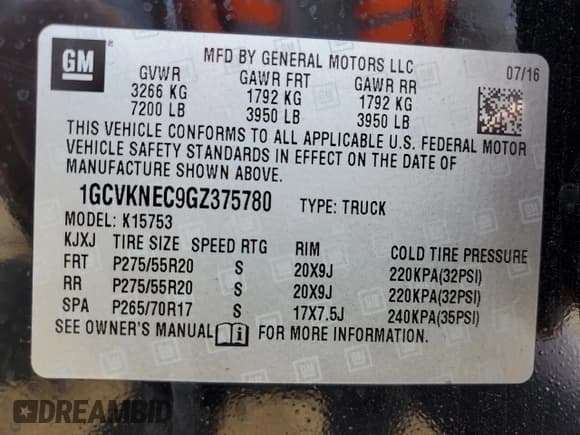 GM
MFD BY GENERAL MOTORS LLC
07/16
GVWR GAWR FRT GAWR RR
3266 KG 1792 KG 1792 KG
7200 LB 3950 LB 3950 LB
THIS VEHICLE CONFORMS TO ALL APPLICABLE U.S. FEDERAL MOTOR
VEHICLE SAFETY STANDARDS IN EFFECT ON THE DATE OF
MANUFACTURE SHOWN ABOVE.
1GCVKNEC9GZ375780 TYPE: TRUCK
MODEL: K15753
KJXJ TIRE SIZE SPEED RTG RIM COLD TIRE PRESSURE
FRT P275/55R20 S 20X9J 220KPA(32PSI)
RR P275/55R20 S 20X9J 220KPA(32PSI)
SPA P265/70R17 S 17X7.5J 240KPA(35PSI)
SEE OWNER'S MANUAL i FOR MORE INFORMATION.
DREAMBID